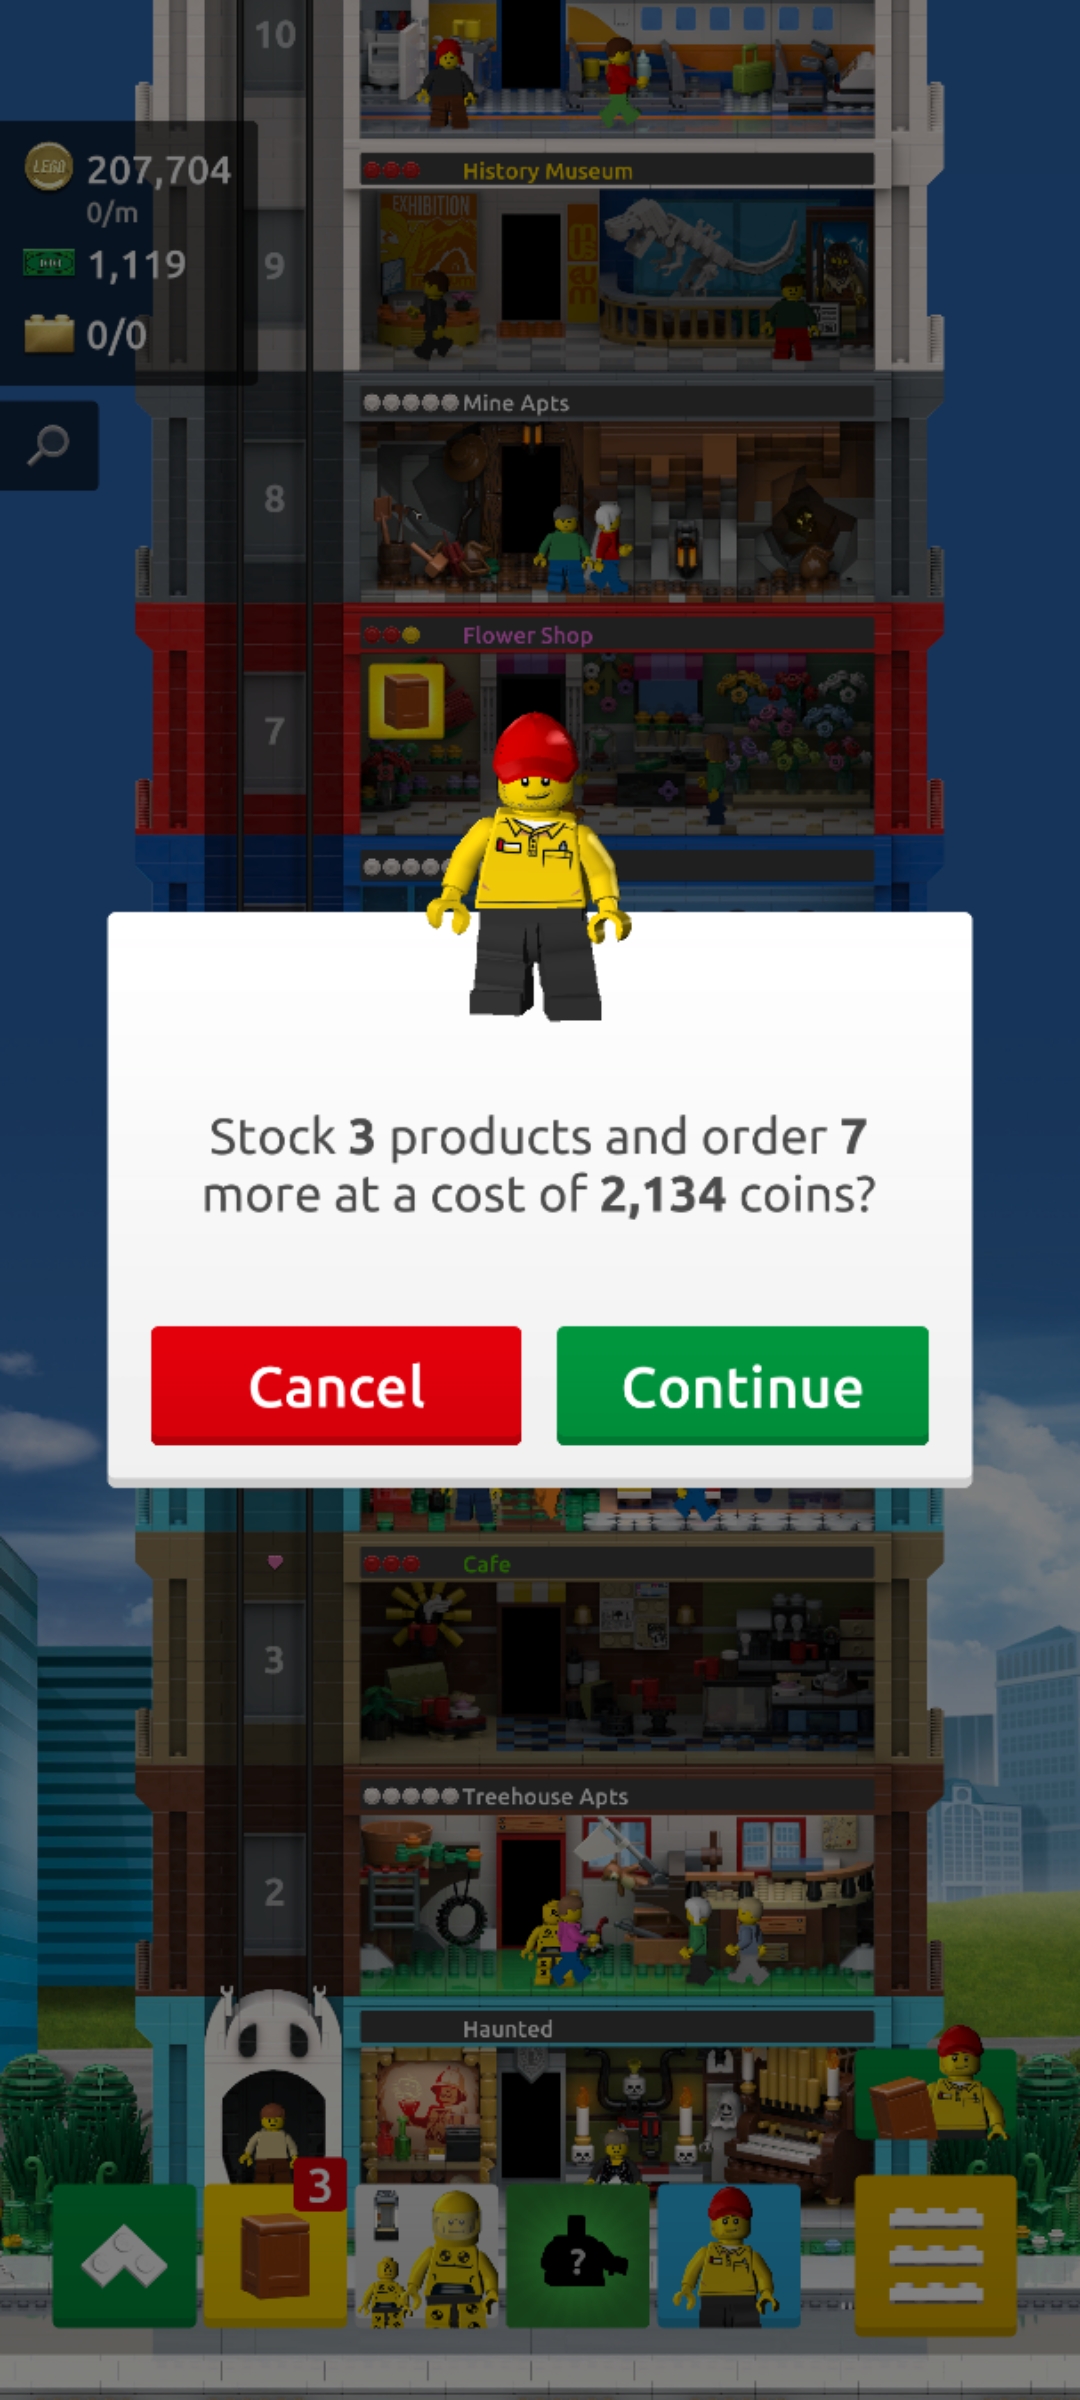 10
LEGO 207,704
0/m
1,119
0/0
History Museum
EXHIBITION
9
Mine Apts
8
Flower Shop
7
Stock 3 products and order 7
more at a cost of 2,134 coins?
Cancel
Continue
Cafe
3
Treehouse Apts
2
Haunted
3
?